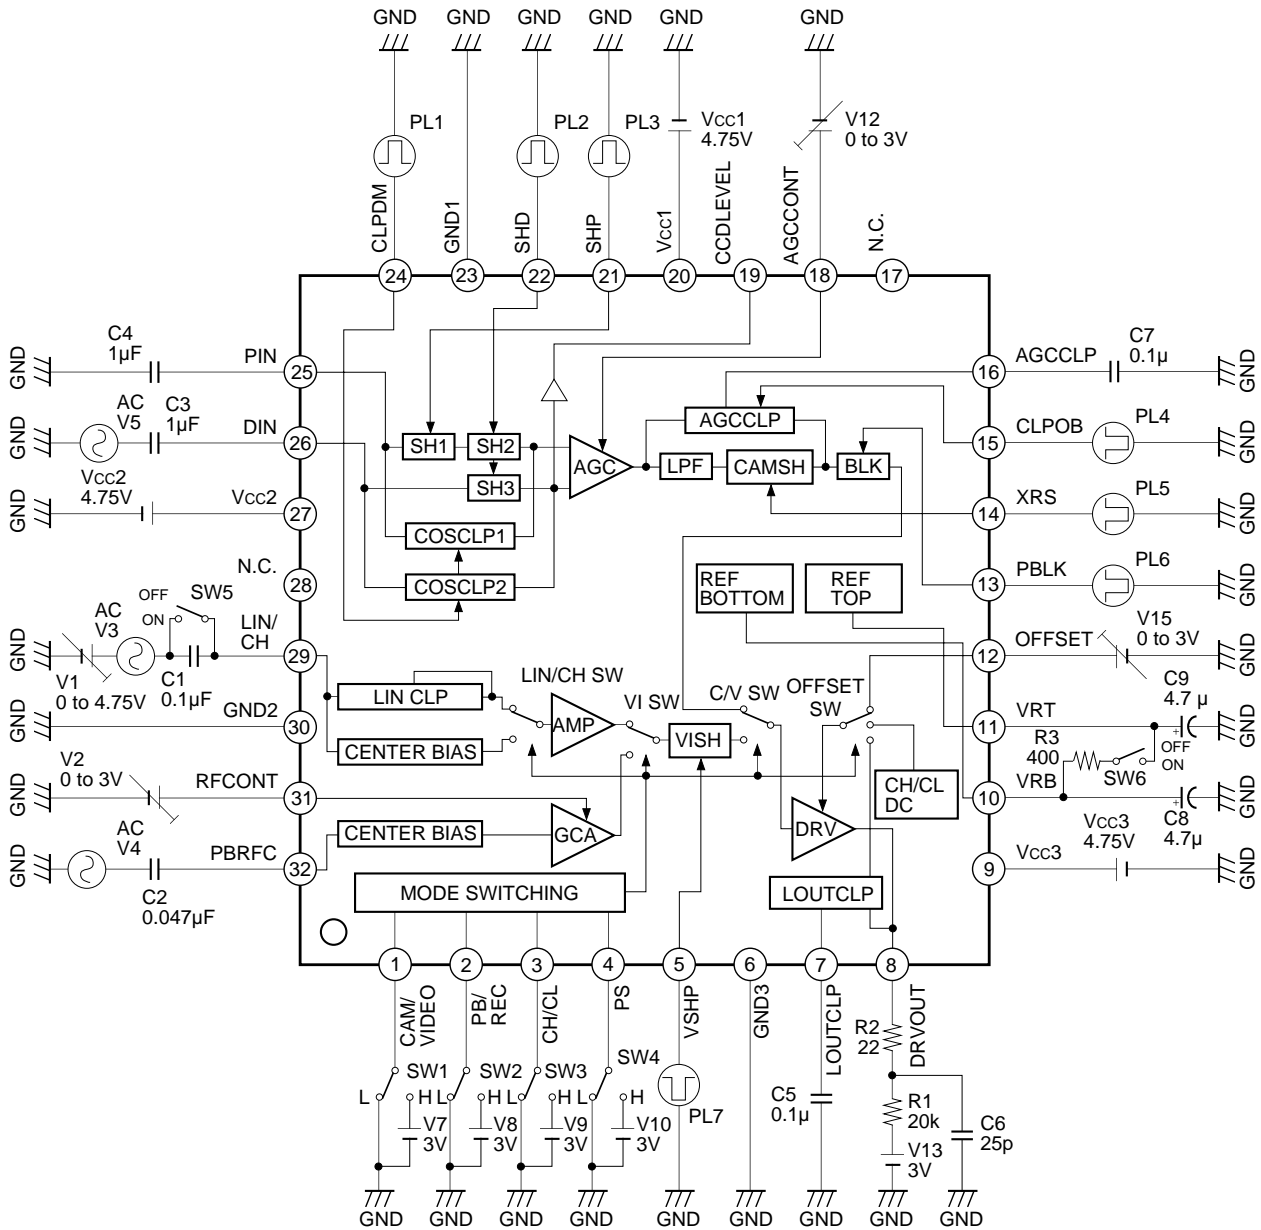 GND GND GND GND GND
PL1 PL2 PL3 Vcc1 4.75V V12 0 to 3V
CLPDM GND1 SHD SHP Vcc1 CCDLEVEL AGCCONT N.C.
24 23 22 21 20 19 18 17
GND C4 1µF PIN 25
GND AC V5 C3 1µF DIN 26
GND Vcc2 4.75V Vcc2 27
N.C. 28
GND V1 0 to 4.75V AC V3 OFF ON SW5 C1 0.1µF LIN/CH 29
GND GND2 30
GND V2 0 to 3V RFCONT 31
GND AC V4 C2 0.047µF PBRFC 32
SH1 SH2 SH3
COSCLP1
COSCLP2
AGC
AGCCLP
LPF CAMSH BLK
REF BOTTOM
REF TOP
LIN CLP
CENTER BIAS
LIN/CH SW
AMP
VI SW
VISH
C/V SW
OFFSET SW
CH/CL DC
CENTER BIAS
GCA
DRV
MODE SWITCHING
LOUTCLP
16 AGCCLP C7 0.1µ GND
15 CLPOB PL4 GND
14 XRS PL5 GND
13 PBLK PL6 GND
12 OFFSET V15 0 to 3V GND
11 VRT C9 4.7 µ + GND
R3 400 OFF ON SW6
10 VRB C8 4.7µ + GND
9 Vcc3 Vcc3 4.75V GND
1 2 3 4 5 6 7 8
CAM/VIDEO PB/REC CH/CL PS VSHP GND3 LOUTCLP DRVOUT
L SW1 H L SW2 H L SW3 H L SW4 H
V7 3V V8 3V V9 3V V10 3V
PL7
C5 0.1µ
R2 22
R1 20k
V13 3V
C6 25p
GND GND GND GND GND GND GND GND GND